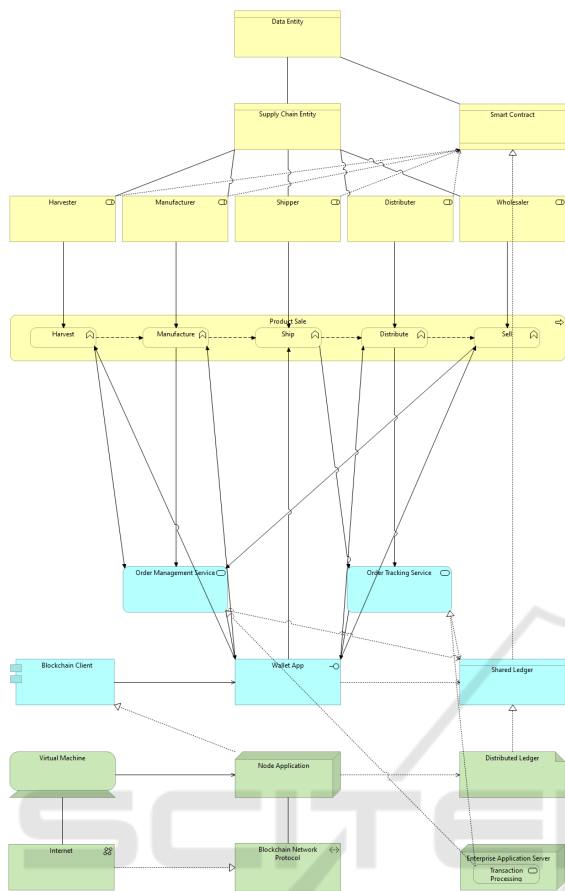 Data Entity
Supply Chain Entity
Smart Contract
Harvester
Manufacturer
Shipper
Distributer
Wholesaler
Product Sale
Harvest
Manufacture
Ship
Distribute
Sell
Order Management Service
Order Tracking Service
Blockchain Client
Wallet App
Shared Ledger
Virtual Machine
Node Application
Distributed Ledger
Internet
Blockchain Network
Protocol
Enterprise Application Server
Transaction
Processing